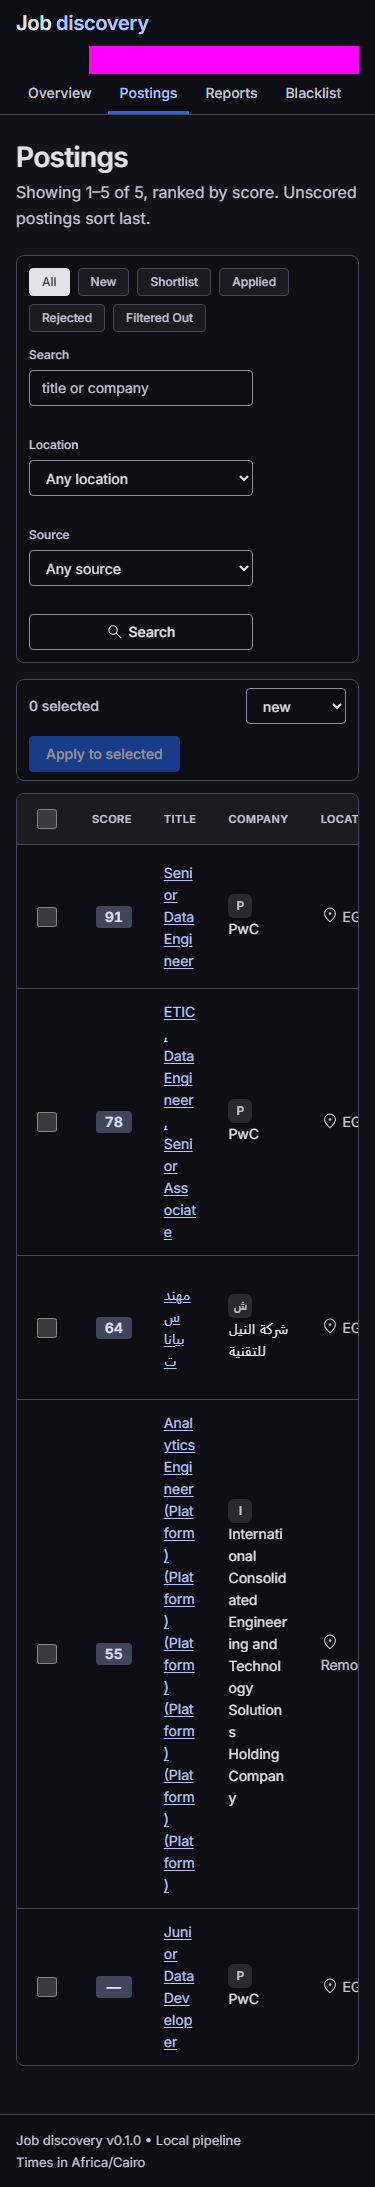 Job discovery
Overview Postings Reports Blacklist
Postings
Showing 1–5 of 5, ranked by score. Unscored
postings sort last.
All New Shortlist Applied
Rejected Filtered Out
Search
title or company
Location
Any location
Source
Any source
Search
0 selected new
Apply to selected
SCORE TITLE COMPANY LOCAT
91
Seni
or
Data
Engi
neer
P
PwC
EG
78
ETIC
,
Data
Engi
neer
,
Seni
or
Ass
ociat
e
P
PwC
EG
64
مهند
س
بيانا
ت
ش
شركة النيل
للتقنية
EG
55
Anal
ytics
Engi
neer
(Plat
form
)
(Plat
form
)
(Plat
form
)
(Plat
form
)
(Plat
form
)
(Plat
form
)
I
Internati
onal
Consolid
ated
Engineer
ing and
Technol
ogy
Solution
s
Holding
Compan
y
Remo
—
Juni
or
Data
Dev
elop
er
P
PwC
EG
Job discovery v0.1.0 • Local pipeline
Times in Africa/Cairo